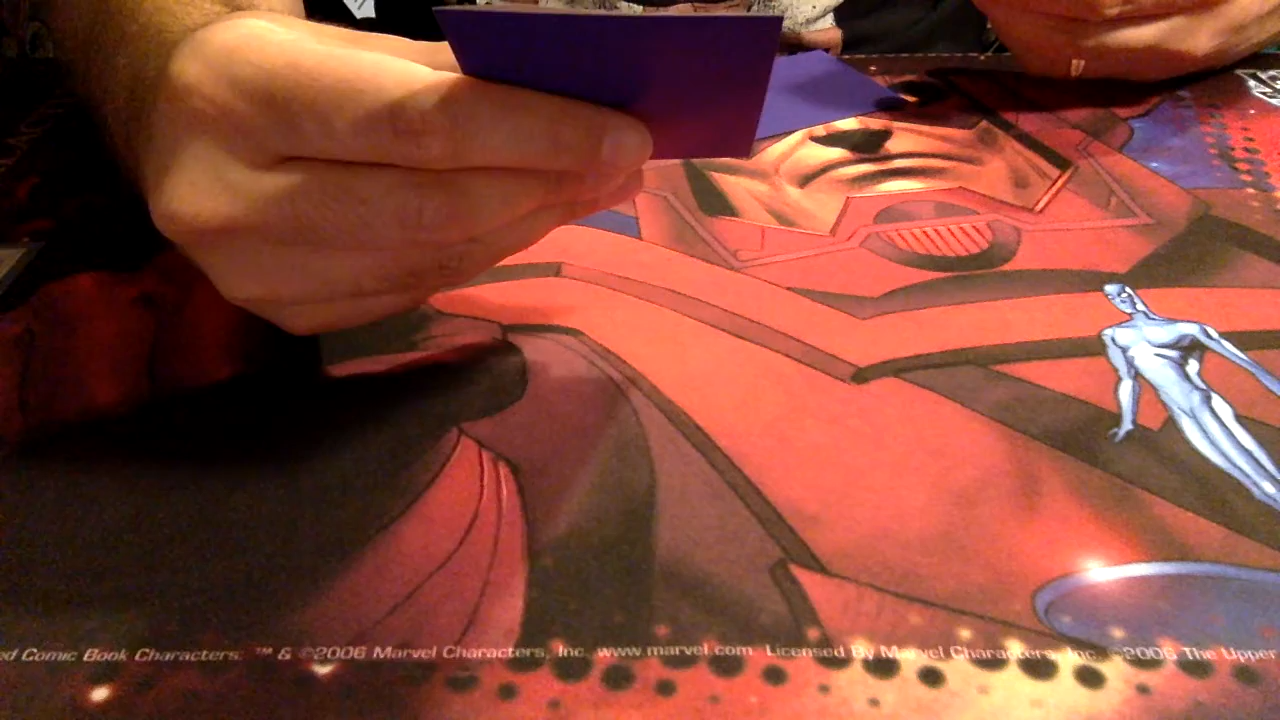 ed Comic Book Characters: ™ & ©2006 Marvel Characters, Inc. www.marvel.com Licensed By Marvel Characters, Inc. ©2006 The Upper